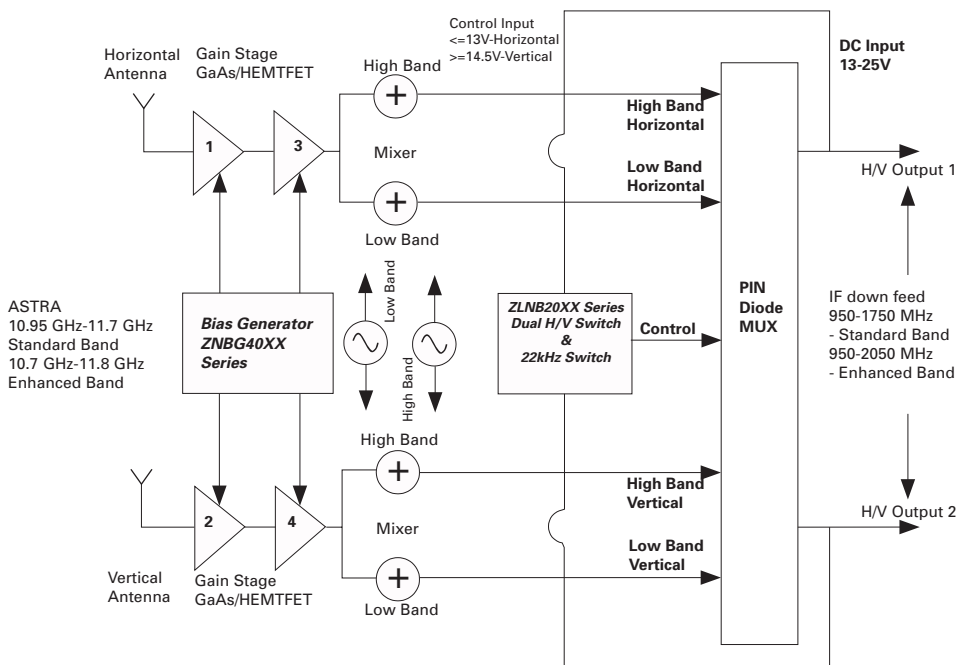 Control Input
<=13V-Horizontal
>=14.5V-Vertical
DC Input
13-25V
Horizontal
Antenna
Gain Stage
GaAs/HEMTFET
High Band
1
3
Mixer
Low Band
High Band
Horizontal
Low Band
Horizontal
H/V Output 1
ASTRA
10.95 GHz-11.7 GHz
Standard Band
10.7 GHz-11.8 GHz
Enhanced Band
Bias Generator
ZNBG40XX
Series
Low Band
High Band
ZLNB20XX Series
Dual H/V Switch
&
22kHz Switch
Control
PIN
Diode
MUX
IF down feed
950-1750 MHz
- Standard Band
950-2050 MHz
- Enhanced Band
High Band
2
4
Mixer
Low Band
High Band
Vertical
Low Band
Vertical
H/V Output 2
Vertical
Antenna
Gain Stage
GaAs/HEMTFET